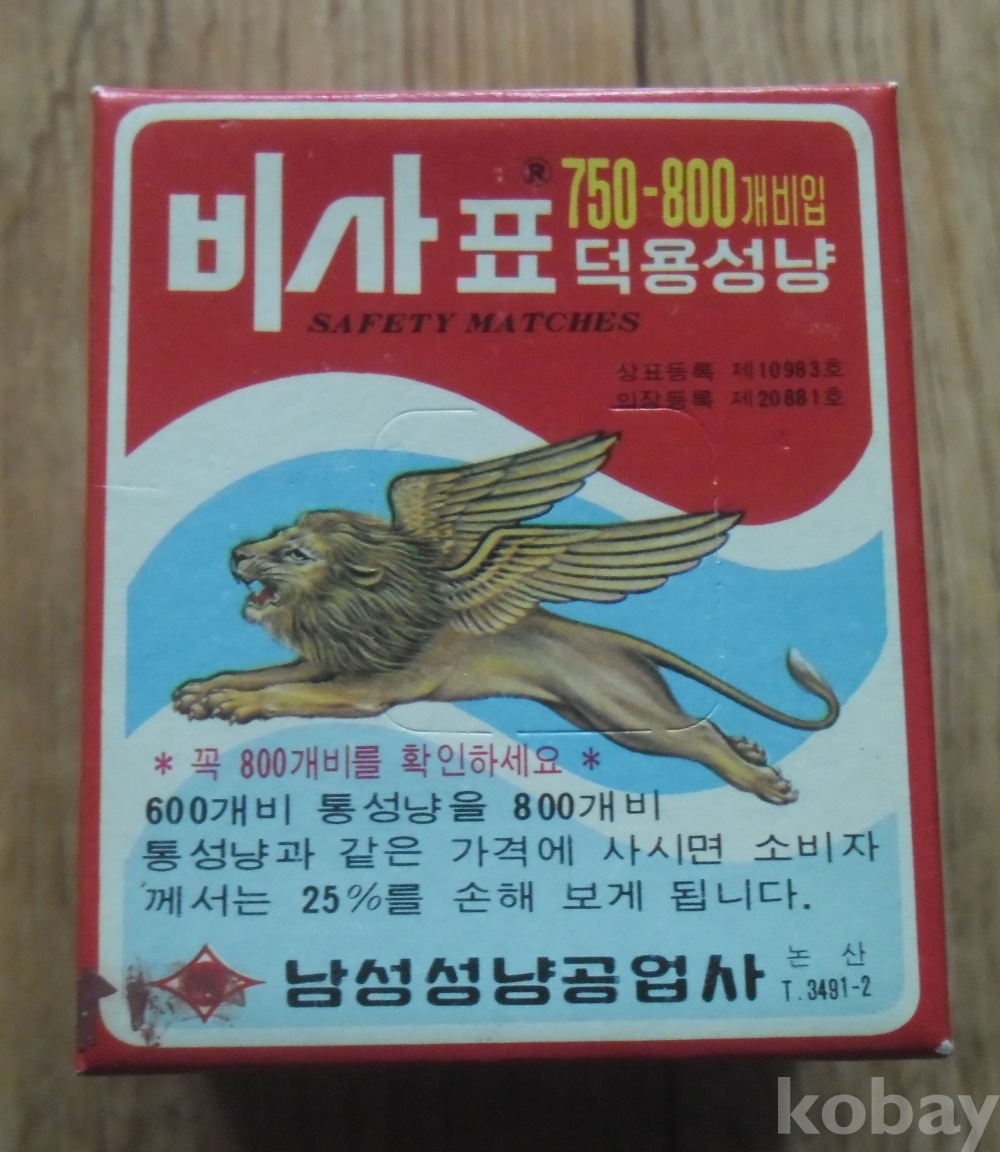 비사표® 750-800개비입
덕용성냥
SAFETY MATCHES
상표등록 제10983호
의장등록 제20881호
* 꼭 800개비를 확인하세요 *
600개비 통성냥을 800개비
통성냥과 같은 가격에 사시면 소비자
께서는 25%를 손해 보게 됩니다.
남성성냥공업사 논산
T.3491-2
kobay